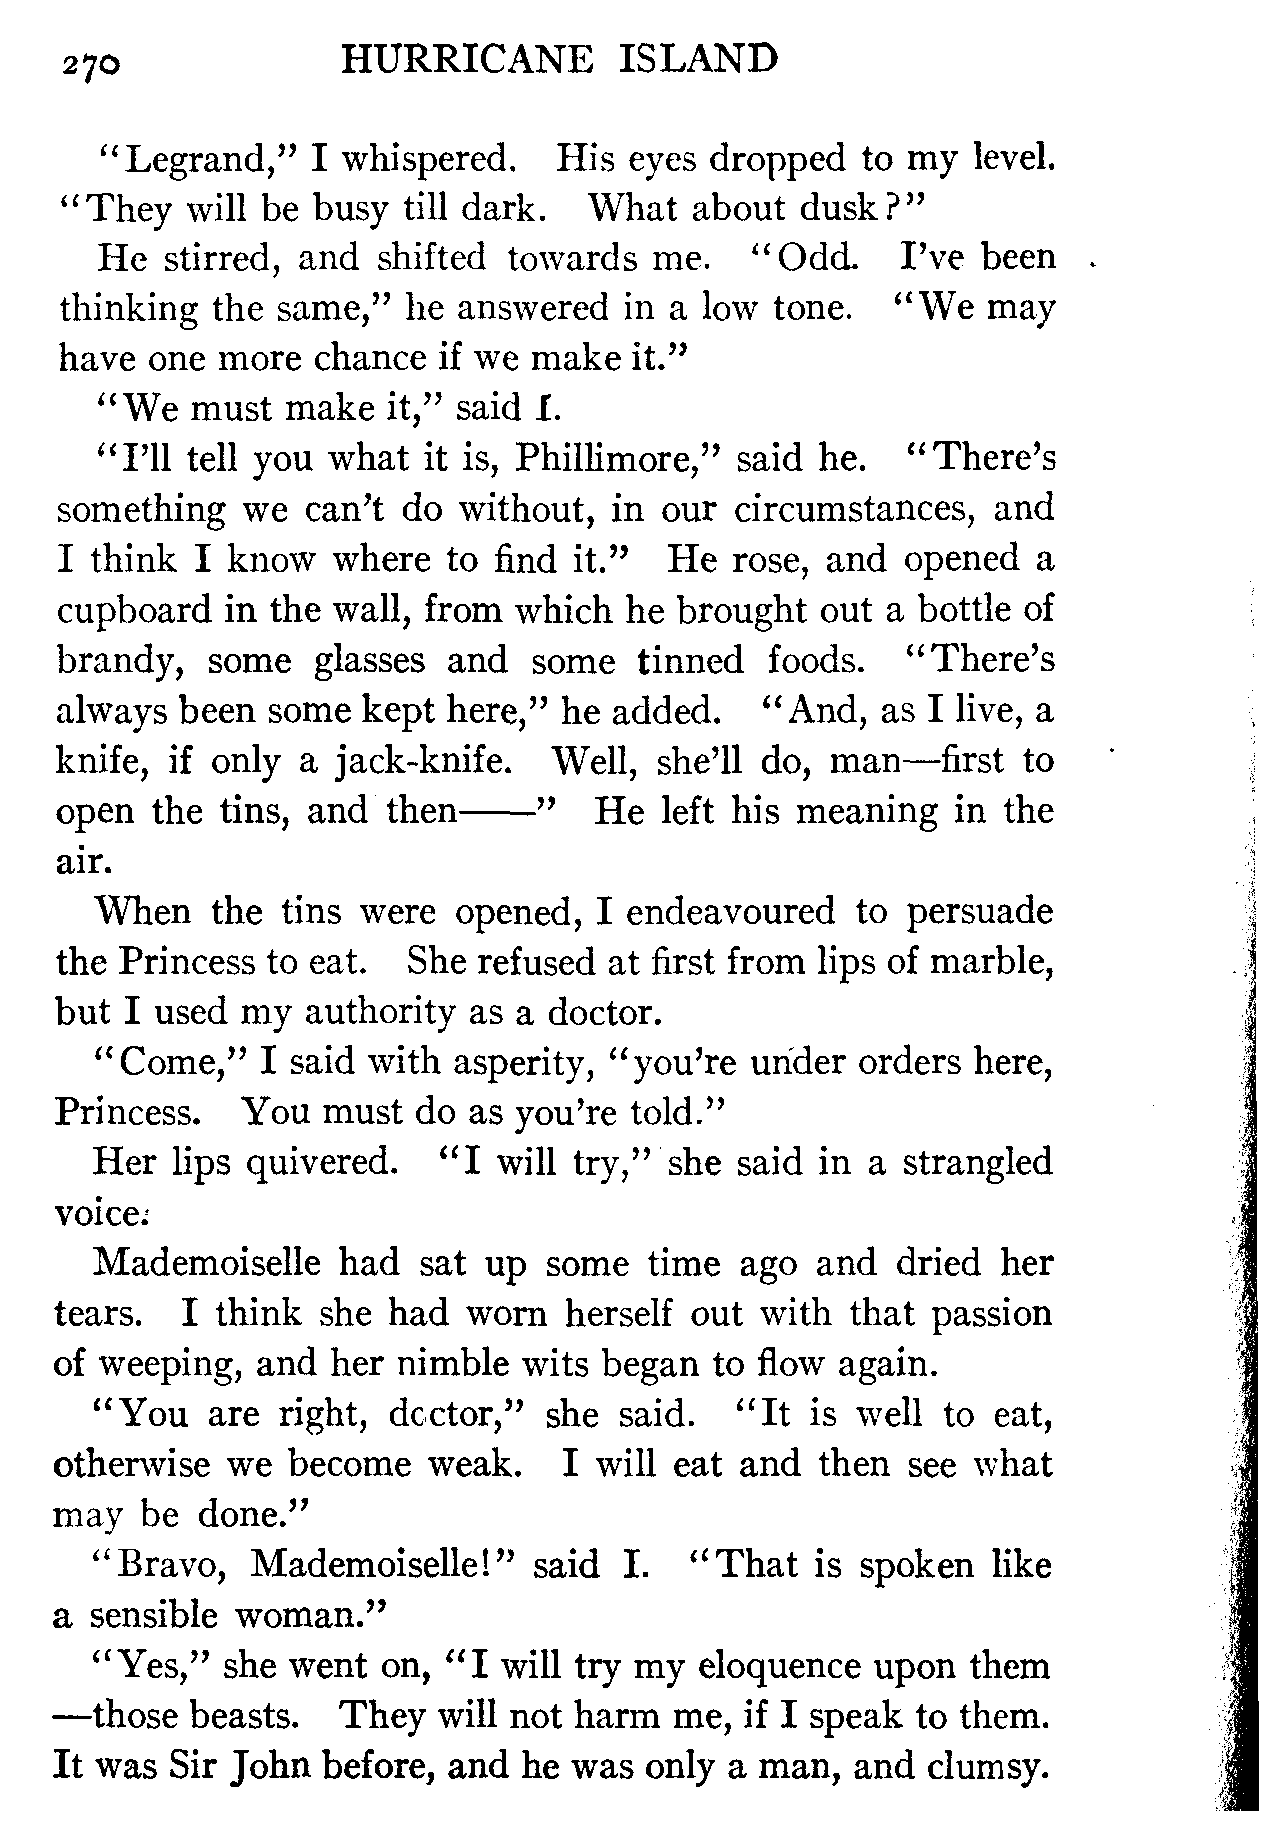 270 HURRICANE ISLAND
“Legrand,” I whispered. His eyes dropped to my level.
“They will be busy till dark. What about dusk?”
He stirred, and shifted towards me. “Odd. I’ve been
thinking the same,” he answered in a low tone. “We may
have one more chance if we make it.”
“We must make it,” said I.
“I’ll tell you what it is, Phillimore,” said he. “There’s
something we can’t do without, in our circumstances, and
I think I know where to find it.” He rose, and opened a
cupboard in the wall, from which he brought out a bottle of
brandy, some glasses and some tinned foods. “There’s
always been some kept here,” he added. “And, as I live, a
knife, if only a jack-knife. Well, she’ll do, man—first to
open the tins, and then——” He left his meaning in the
air.
When the tins were opened, I endeavoured to persuade
the Princess to eat. She refused at first from lips of marble,
but I used my authority as a doctor.
“Come,” I said with asperity, “you’re under orders here,
Princess. You must do as you’re told.”
Her lips quivered. “I will try,” she said in a strangled
voice.
Mademoiselle had sat up some time ago and dried her
tears. I think she had worn herself out with that passion
of weeping, and her nimble wits began to flow again.
“You are right, doctor,” she said. “It is well to eat,
otherwise we become weak. I will eat and then see what
may be done.”
“Bravo, Mademoiselle!” said I. “That is spoken like
a sensible woman.”
“Yes,” she went on, “I will try my eloquence upon them
—those beasts. They will not harm me, if I speak to them.
It was Sir John before, and he was only a man, and clumsy.